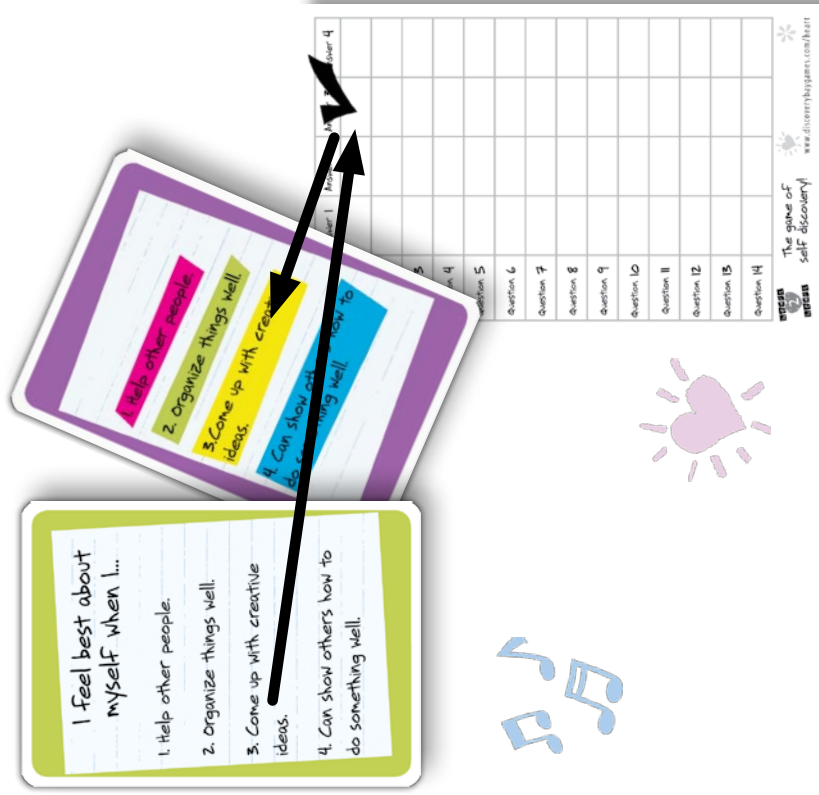 I feel best about
myself when I...
1. Help other people.
2. Organize things well.
3. Come up with creative
ideas.
4. Can show others how to
do something well.
1. Help other people.
2. Organize things well.
3. Come up with
ideas.
4. Can show
how to
do
thing well.
Answer 4
Question 5
Question 6
Question 7
Question 8
Question 9
Question 10
Question 11
Question 12
Question 13
Question 14
The game of
self discovery!
www.discoverybaygames.com/heart